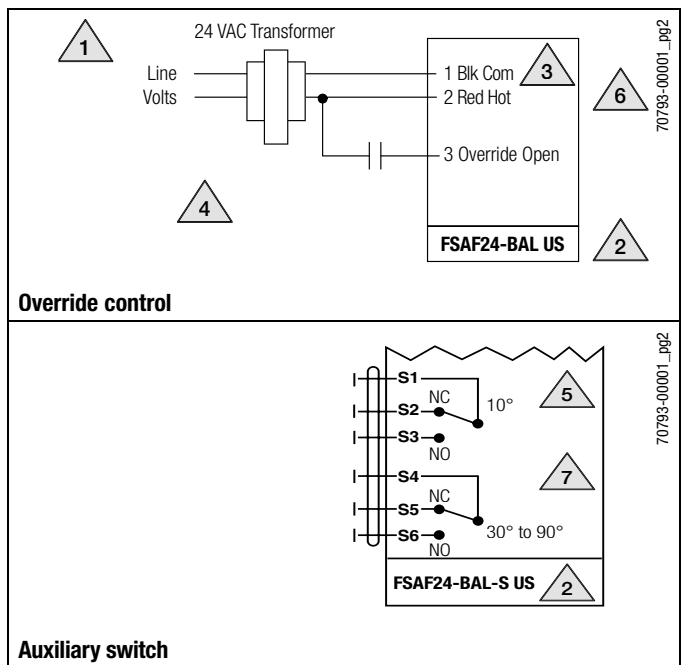 1
24 VAC Transformer
Line
Volts
1 Blk Com
3
2 Red Hot
6
3 Override Open
4
FSAF24-BAL US
2
Override control
70793-00001_pg2
S1
NC
S2
10°
5
S3
NO
S4
7
NC
S5
30° to 90°
S6
NO
FSAF24-BAL-S US
2
Auxiliary switch
70793-00001_pg2